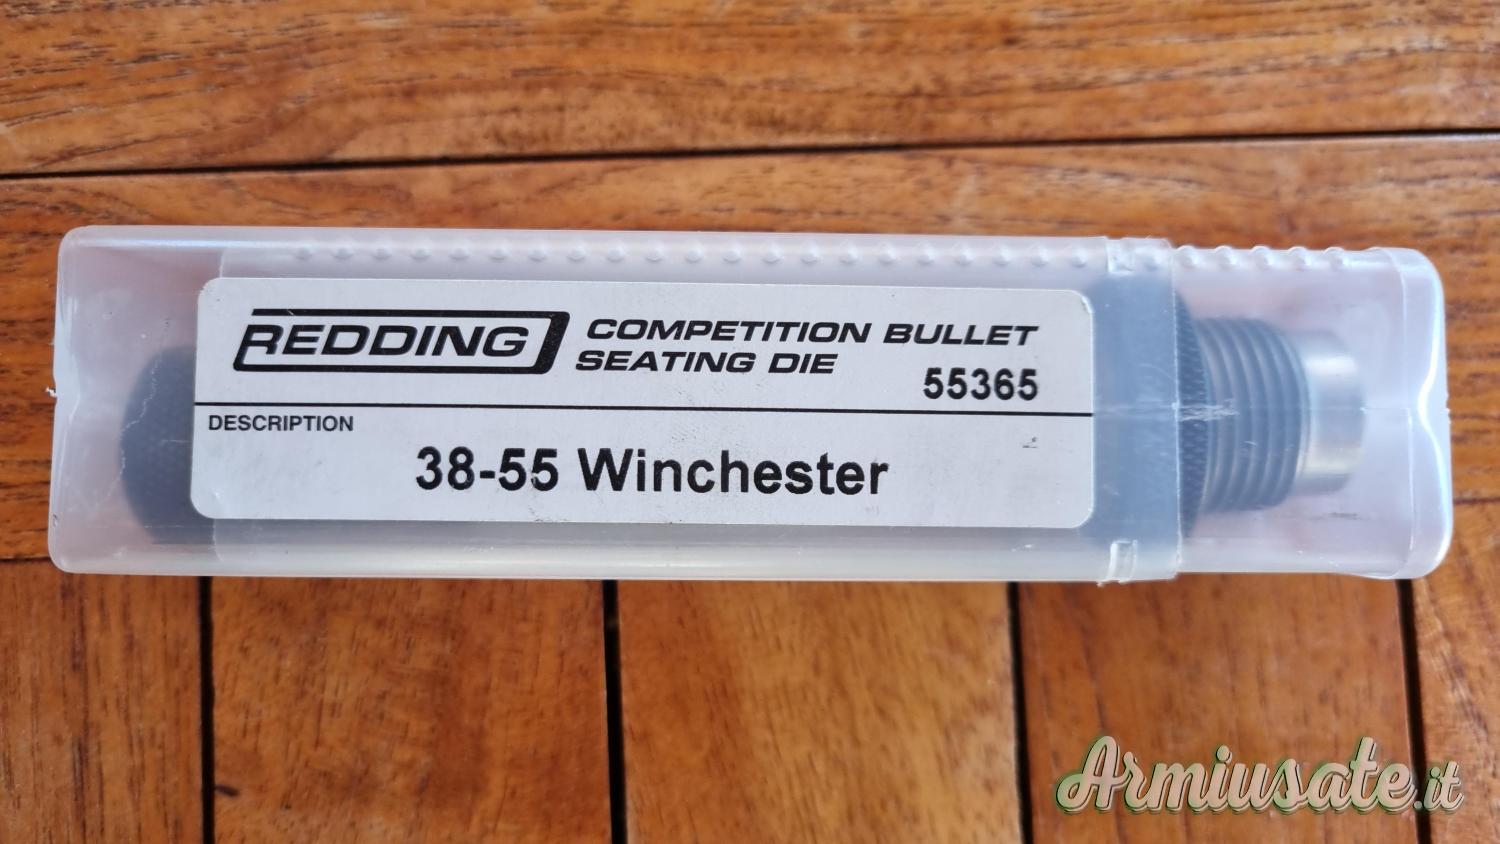 REDDING
COMPETITION BULLET
SEATING DIE
55365
DESCRIPTION
38-55 Winchester
Armiusate.it